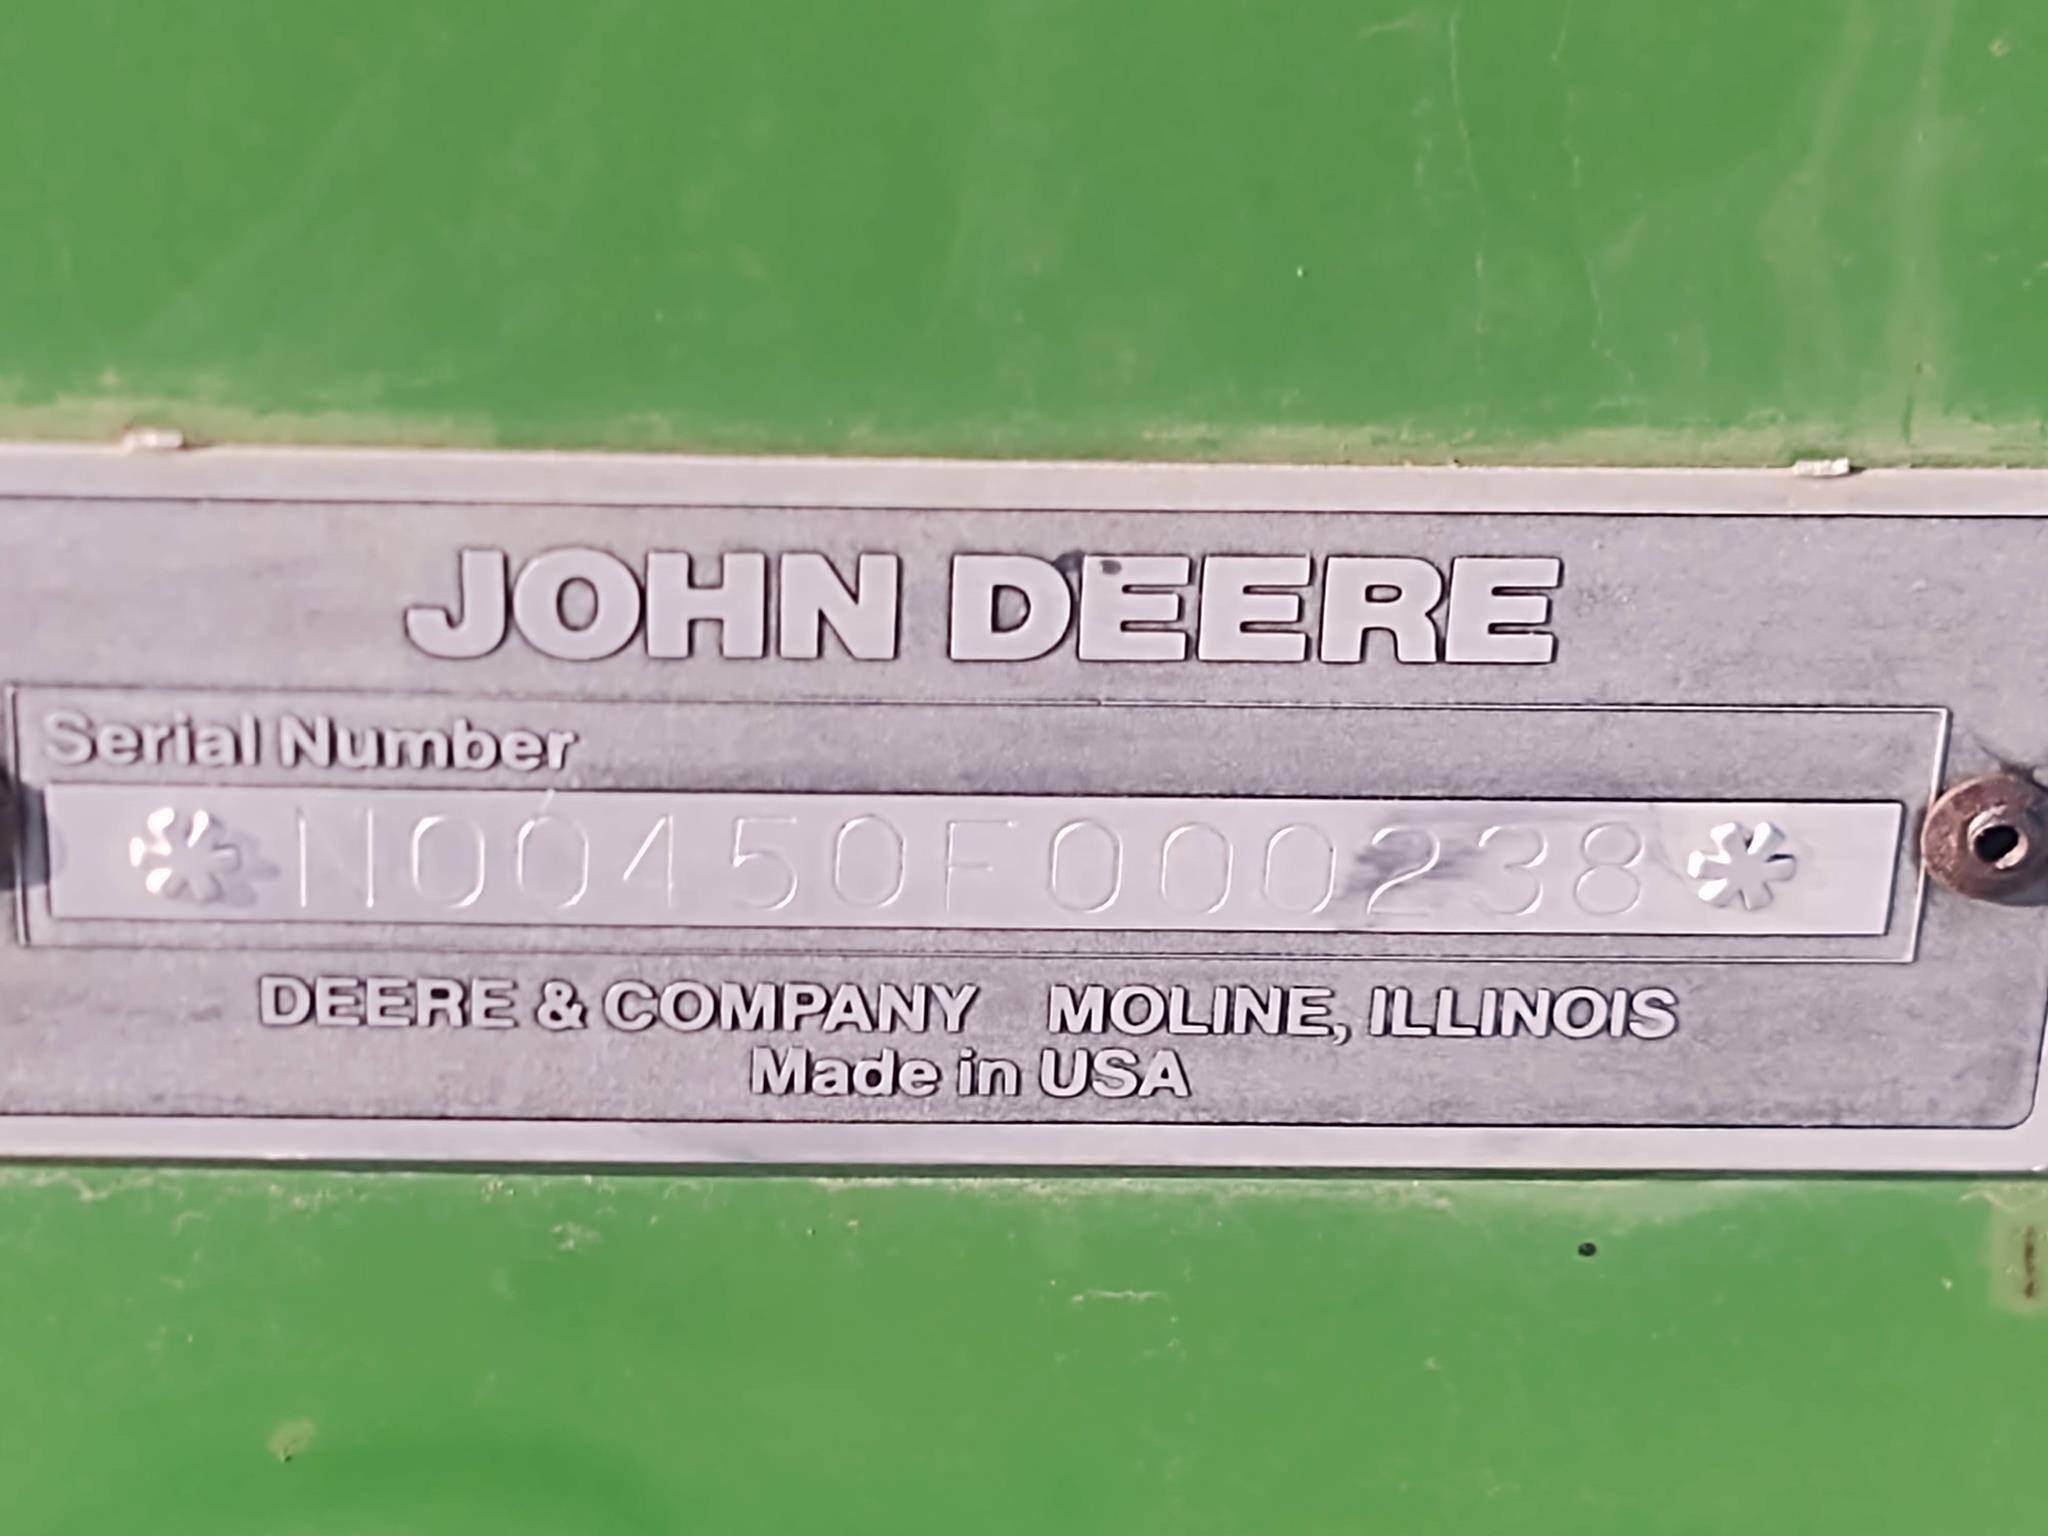 JOHN DEERE
Serial Number
*N00450F000238*
DEERE & COMPANY MOLINE, ILLINOIS
Made in USA